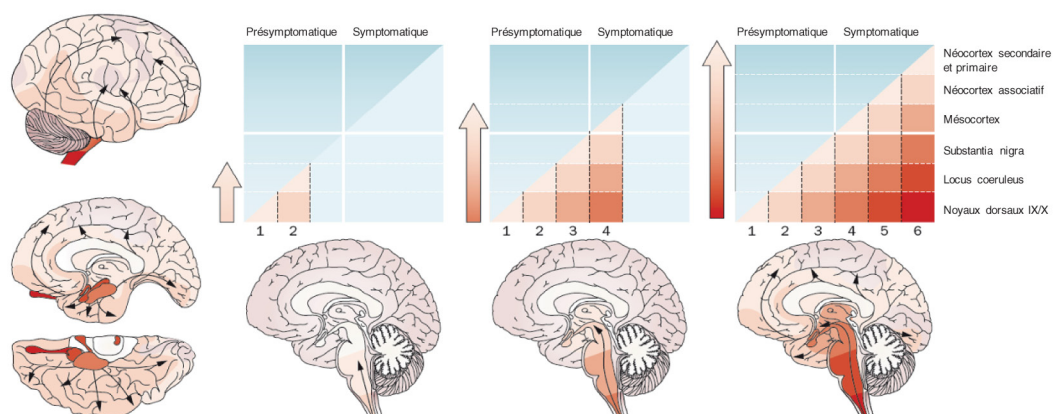 Présymptomatique Symptomatique
Présymptomatique Symptomatique
Présymptomatique Symptomatique
Néocortex secondaire
et primaire
Néocortex associatif
Mésocortex
Substantia nigra
Locus coeruleus
Noyaux dorsaux IX/X
1 2
1 2 3 4
1 2 3 4 5 6